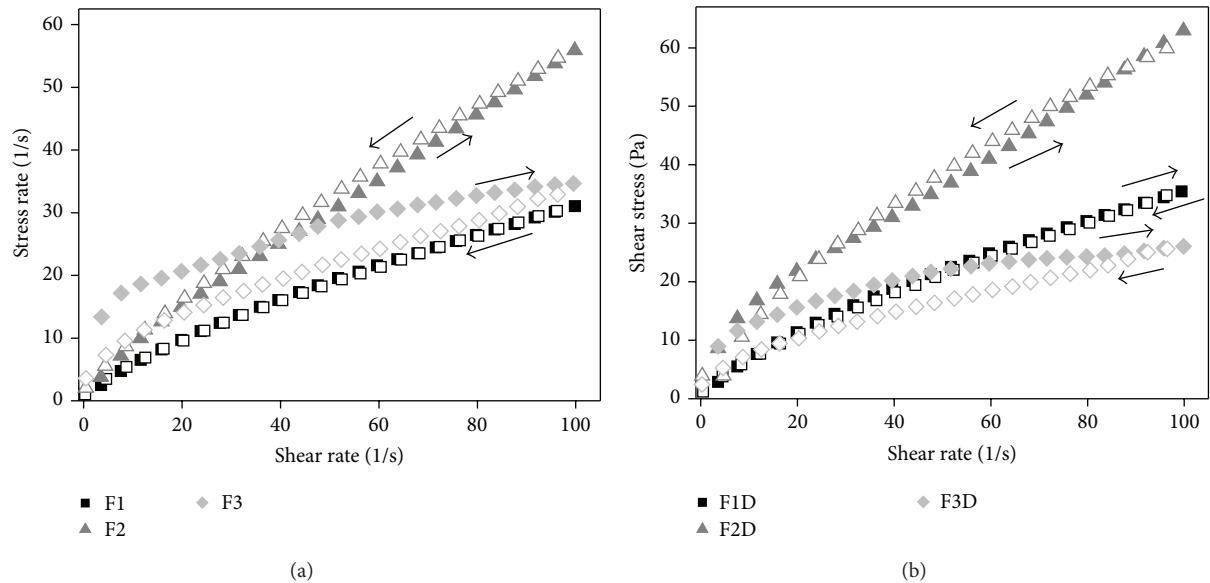 60
50
40
30
20
10
0
Stress rate (1/s)
0 20 40 60 80 100
Shear rate (1/s)
F1 F3
F2
(a)
60
50
40
30
20
10
0
Shear stress (Pa)
0 20 40 60 80 100
Shear rate (1/s)
F1D F3D
F2D
(b)